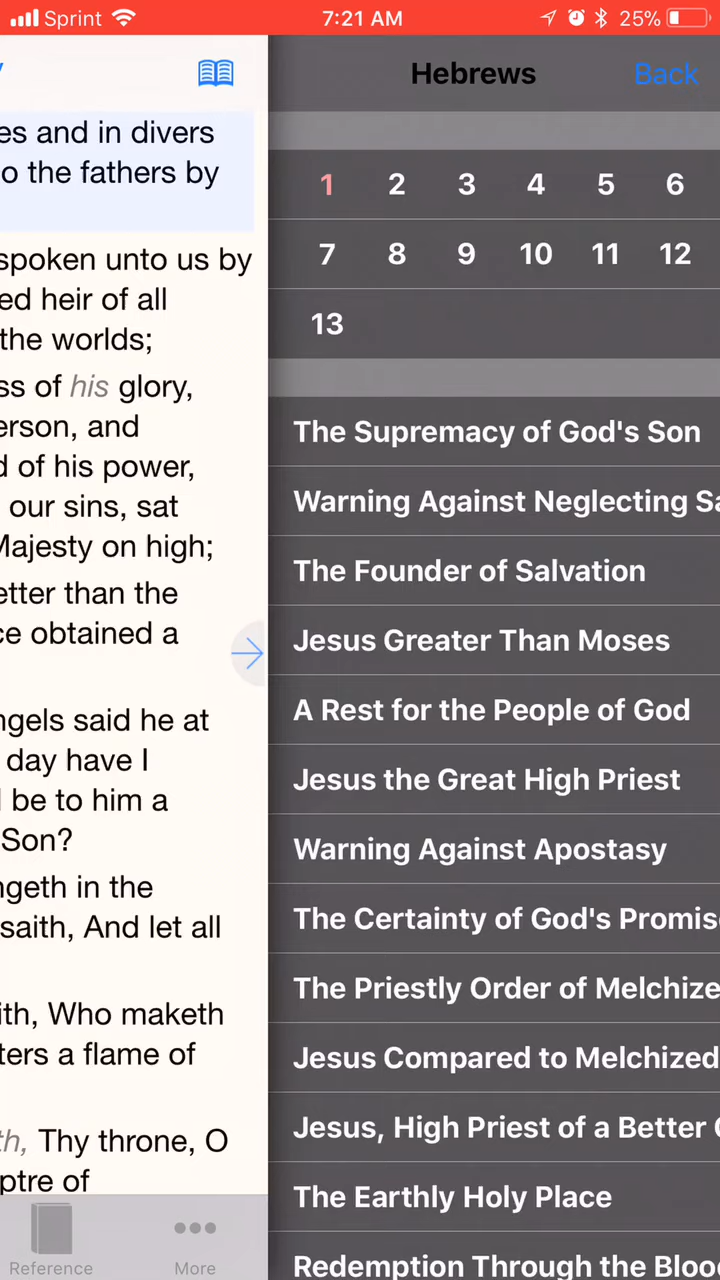 Sprint 7:21 AM 25%
es and in divers
o the fathers by
spoken unto us by
ed heir of all
the worlds;
ss of his glory,
erson, and
d of his power,
our sins, sat
Majesty on high;
etter than the
ce obtained a
ngels said he at
day have I
be to him a
Son?
ngeth in the
saith, And let all
ith, Who maketh
ters a flame of
th, Thy throne, O
ptre of
Reference More
Hebrews Back
1 2 3 4 5 6
7 8 9 10 11 12
13
The Supremacy of God's Son
Warning Against Neglecting Sa
The Founder of Salvation
Jesus Greater Than Moses
A Rest for the People of God
Jesus the Great High Priest
Warning Against Apostasy
The Certainty of God's Promis
The Priestly Order of Melchize
Jesus Compared to Melchized
Jesus, High Priest of a Better
The Earthly Holy Place
Redemption Through the Bloo